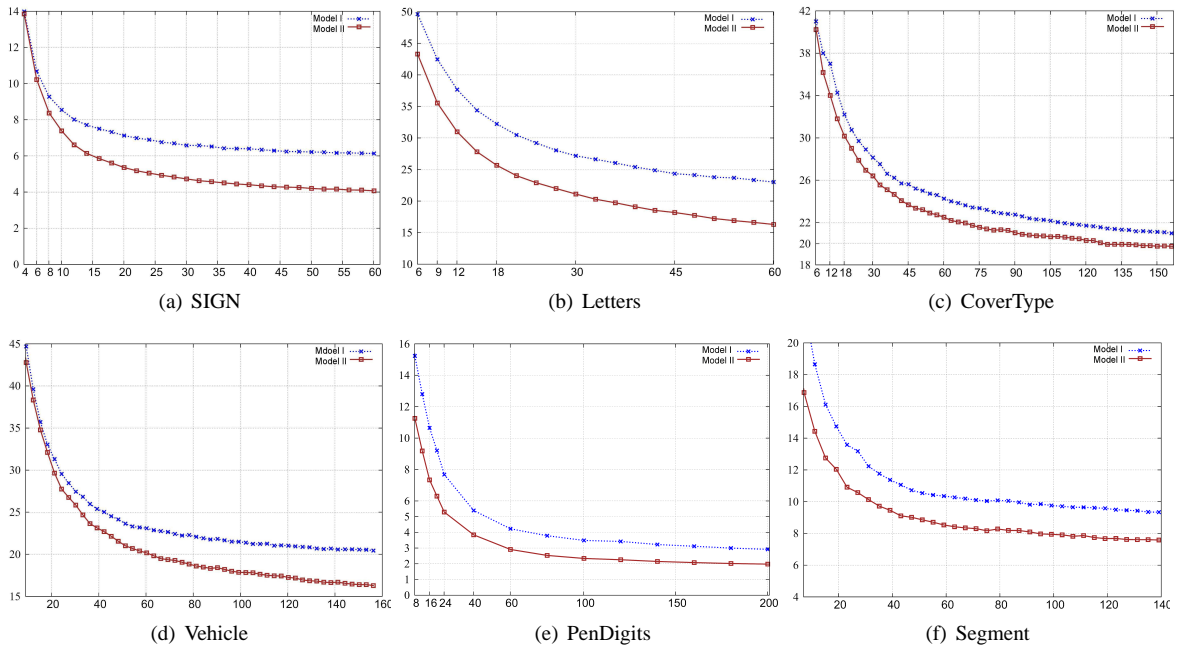 14
12
10
8
6
4
2
0
4 6 8 10 15 20 25 30 35 40 45 50 55 60
Model I
Model II
(a) SIGN
50
45
40
35
30
25
20
15
10
6 9 12 18 30 45 60
Model I
Model II
(b) Letters
42
38
34
30
26
22
20
18
6 12 18 30 45 60 75 90 105 120 135 150
Model I
Model II
(c) CoverType
45
40
35
30
25
20
15
20 40 60 80 100 120 140 160
Mdoel I
Model II
(d) Vehicle
16
14
12
10
8
6
5
4
3
2
1
0
8 16 24 40 60 100 150 200
Model I
Model II
(e) PenDigits
20
18
16
14
12
10
8
6
4
20 40 60 80 100 120 140
Model I
Model II
(f) Segment